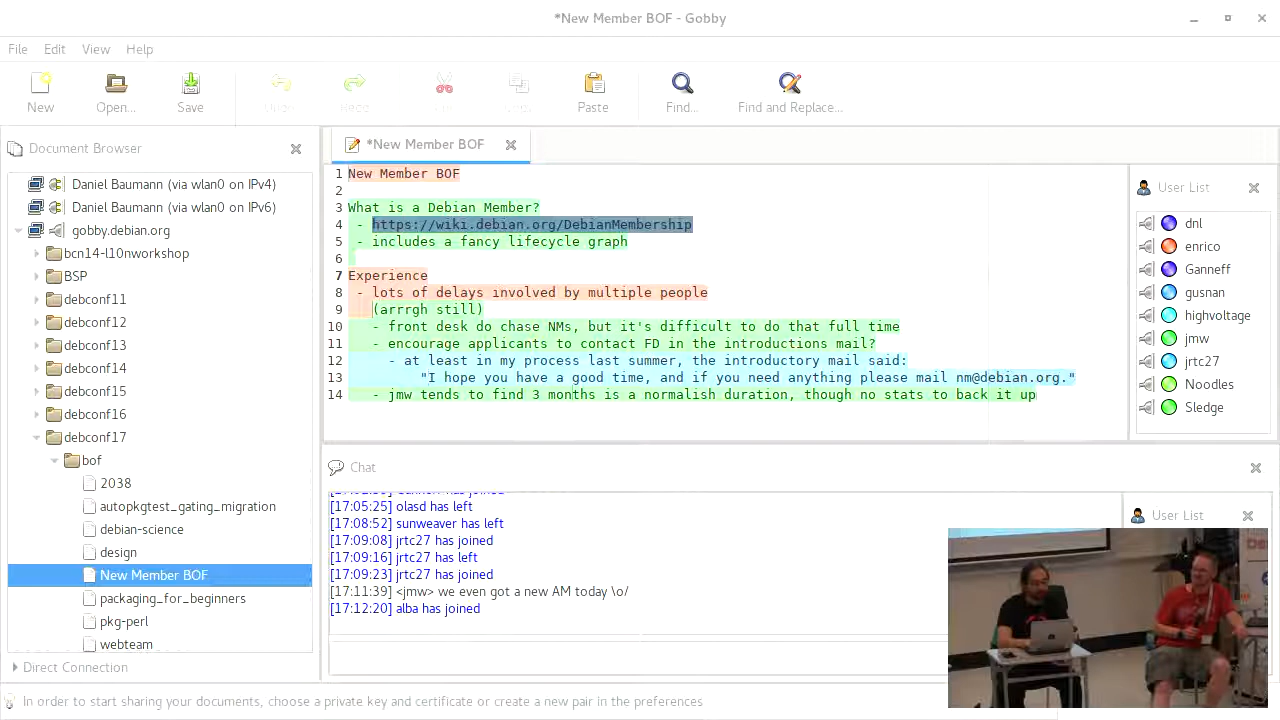 *New Member BOF - Gobby
File Edit View Help
New Open... Save Paste Find... Find and Replace...
Document Browser
Daniel Baumann (via wlan0 on IPv4)
Daniel Baumann (via wlan0 on IPv6)
gobby.debian.org
bcn14-l10nworkshop
BSP
debconf11
debconf12
debconf13
debconf14
debconf15
debconf16
debconf17
bof
2038
autopkgtest_gating_migration
debian-science
design
New Member BOF
packaging_for_beginners
pkg-perl
webteam
Direct Connection
*New Member BOF
1 New Member BOF
2
3 What is a Debian Member?
4 - https://wiki.debian.org/DebianMembership
5 - includes a fancy lifecycle graph
6
7 Experience
8 - lots of delays involved by multiple people
9 (arrrgh still)
10 - front desk do chase NMs, but it's difficult to do that full time
11 - encourage applicants to contact FD in the introductions mail?
12 - at least in my process last summer, the introductory mail said:
13 "I hope you have a good time, and if you need anything please mail nm@debian.org."
14 - jmw tends to find 3 months is a normalish duration, though no stats to back it up
User List
dnl
enrico
Ganneff
gusnan
highvoltage
jmw
jrtc27
Noodles
Sledge
Chat
[17:05:25] olasd has left
[17:08:52] sunweaver has left
[17:09:08] jrtc27 has joined
[17:09:16] jrtc27 has left
[17:09:23] jrtc27 has joined
[17:11:39] <jmw> we even got a new AM today \o/
[17:12:20] alba has joined
User List
In order to start sharing your documents, choose a private key and certificate or create a new pair in the preferences